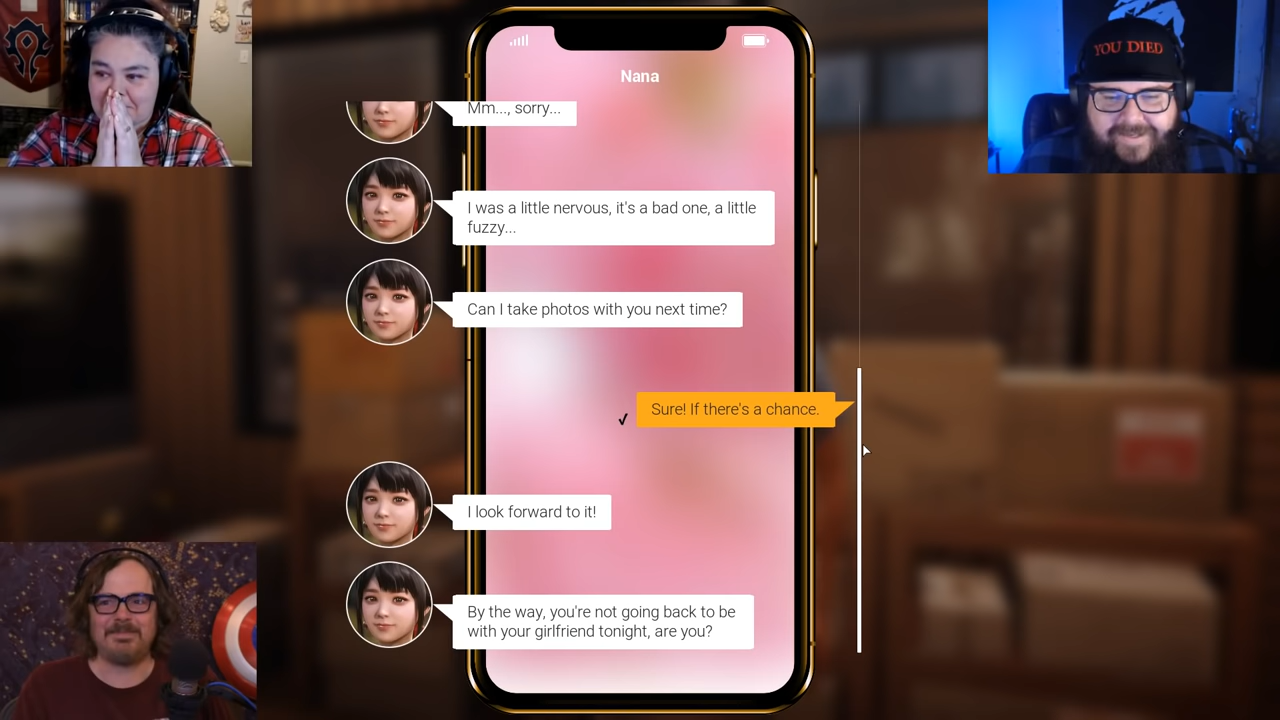 YOU DIED
Nana
Mm..., sorry...
I was a little nervous, it's a bad one, a little
fuzzy...
Can I take photos with you next time?
Sure! If there's a chance.
I look forward to it!
By the way, you're not going back to be
with your girlfriend tonight, are you?